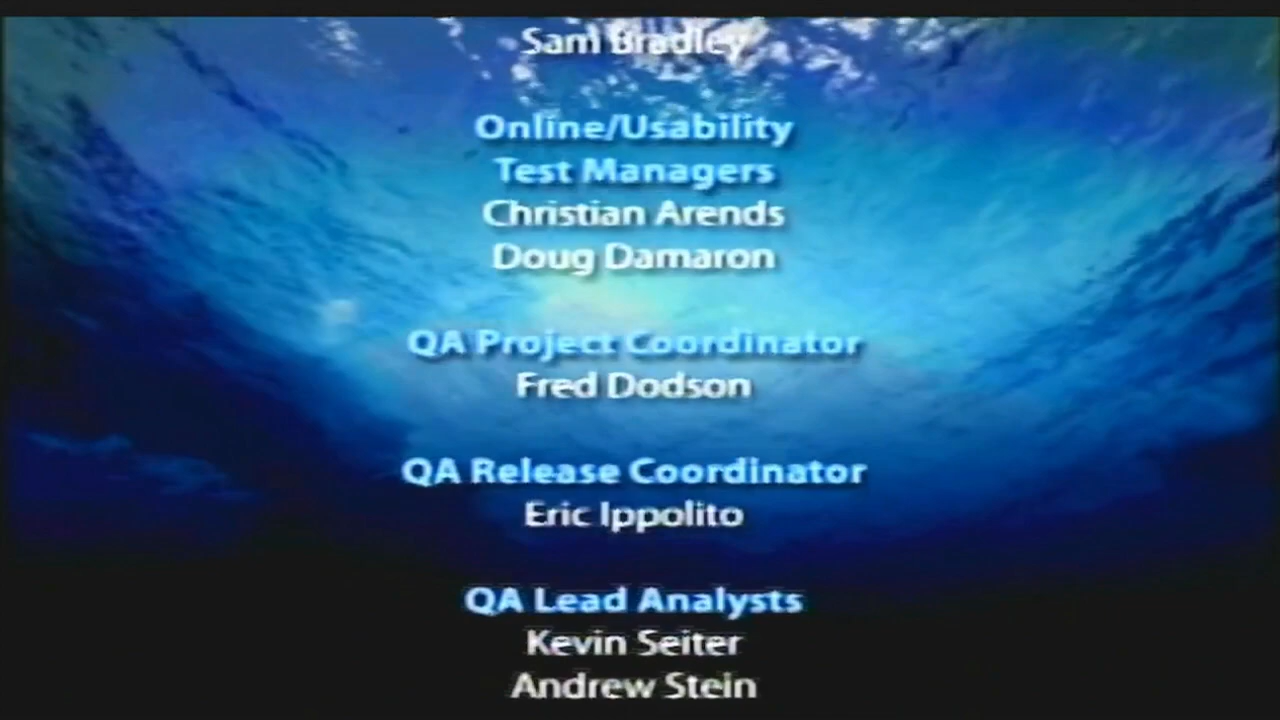 Sam Bradley
Online/Usability
Test Managers
Christian Arends
Doug Damaron
QA Project Coordinator
Fred Dodson
QA Release Coordinator
Eric Ippolito
QA Lead Analysts
Kevin Seiter
Andrew Stein